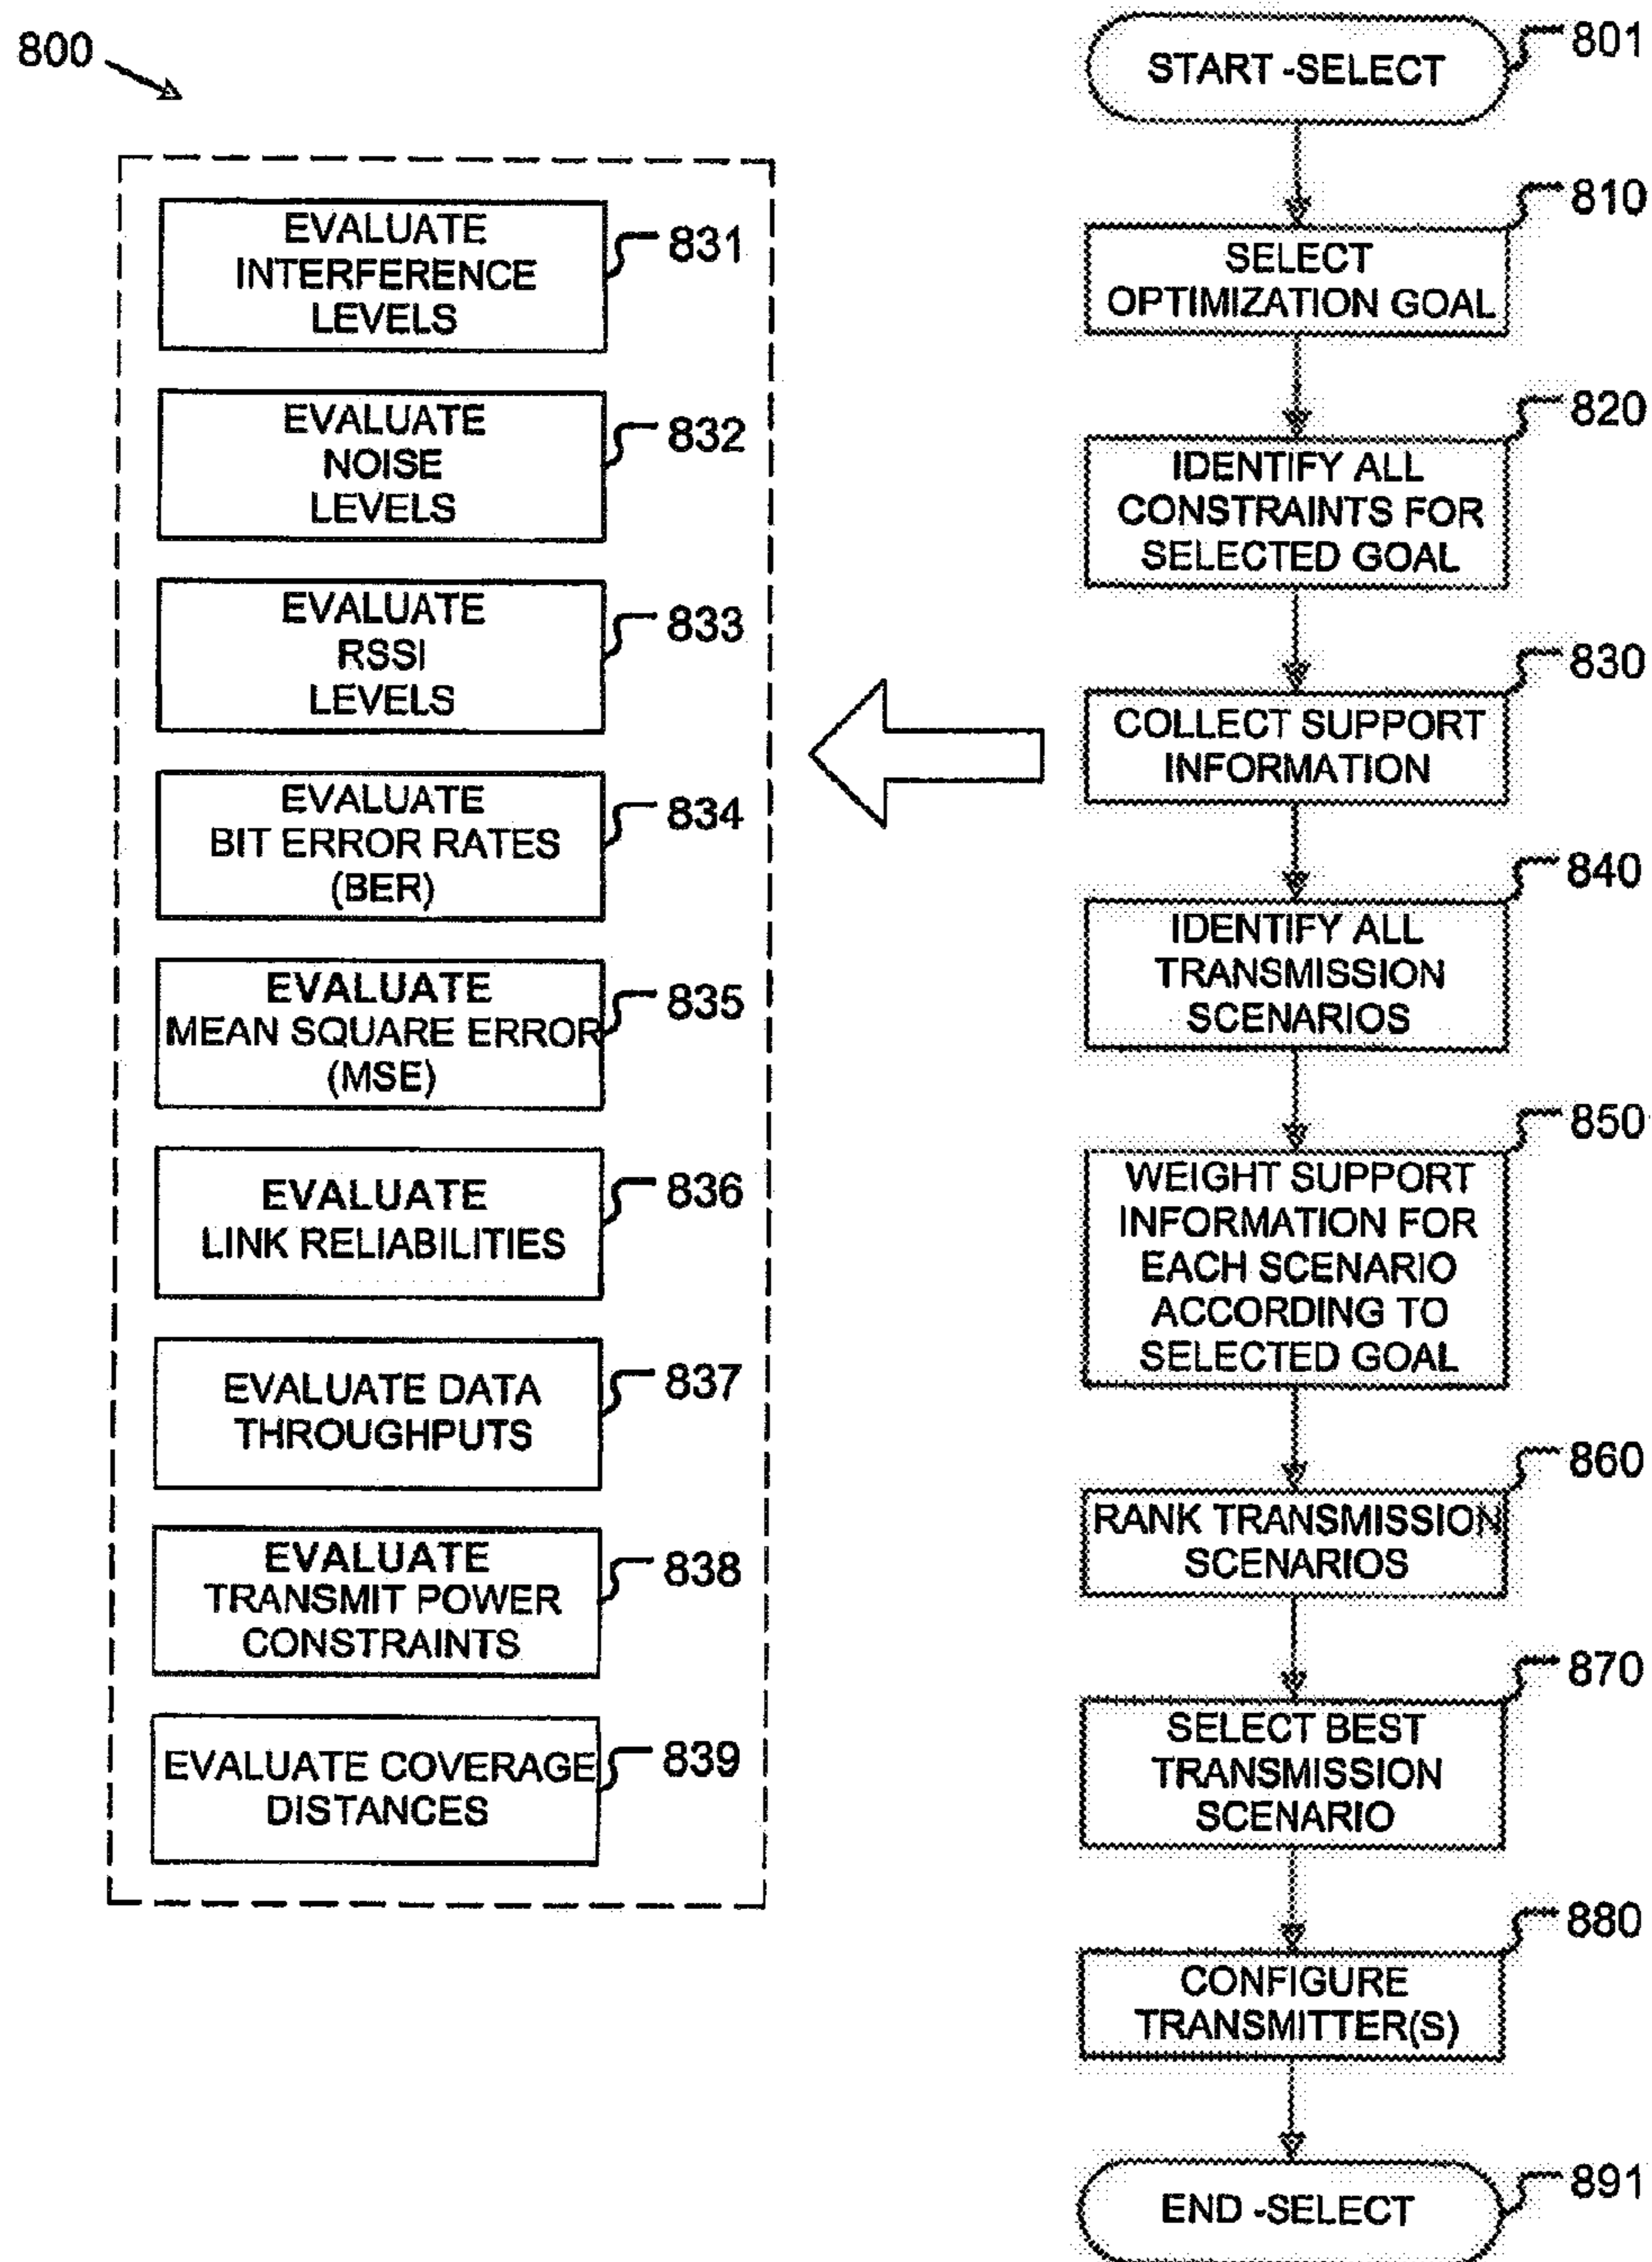 800
EVALUATE
INTERFERENCE
LEVELS
831
EVALUATE
NOISE
LEVELS
832
EVALUATE
RSSI
LEVELS
833
EVALUATE
BIT ERROR RATES
(BER)
834
EVALUATE
MEAN SQUARE ERROR
(MSE)
835
EVALUATE
LINK RELIABILITIES
836
EVALUATE DATA
THROUGHPUTS
837
EVALUATE
TRANSMIT POWER
CONSTRAINTS
838
EVALUATE COVERAGE
DISTANCES
839
START -SELECT
801
SELECT
OPTIMIZATION GOAL
810
IDENTIFY ALL
CONSTRAINTS FOR
SELECTED GOAL
820
COLLECT SUPPORT
INFORMATION
830
IDENTIFY ALL
TRANSMISSION
SCENARIOS
840
WEIGHT SUPPORT
INFORMATION FOR
EACH SCENARIO
ACCORDING TO
SELECTED GOAL
850
RANK TRANSMISSION
SCENARIOS
860
SELECT BEST
TRANSMISSION
SCENARIO
870
CONFIGURE
TRANSMITTER(S)
880
END -SELECT
891